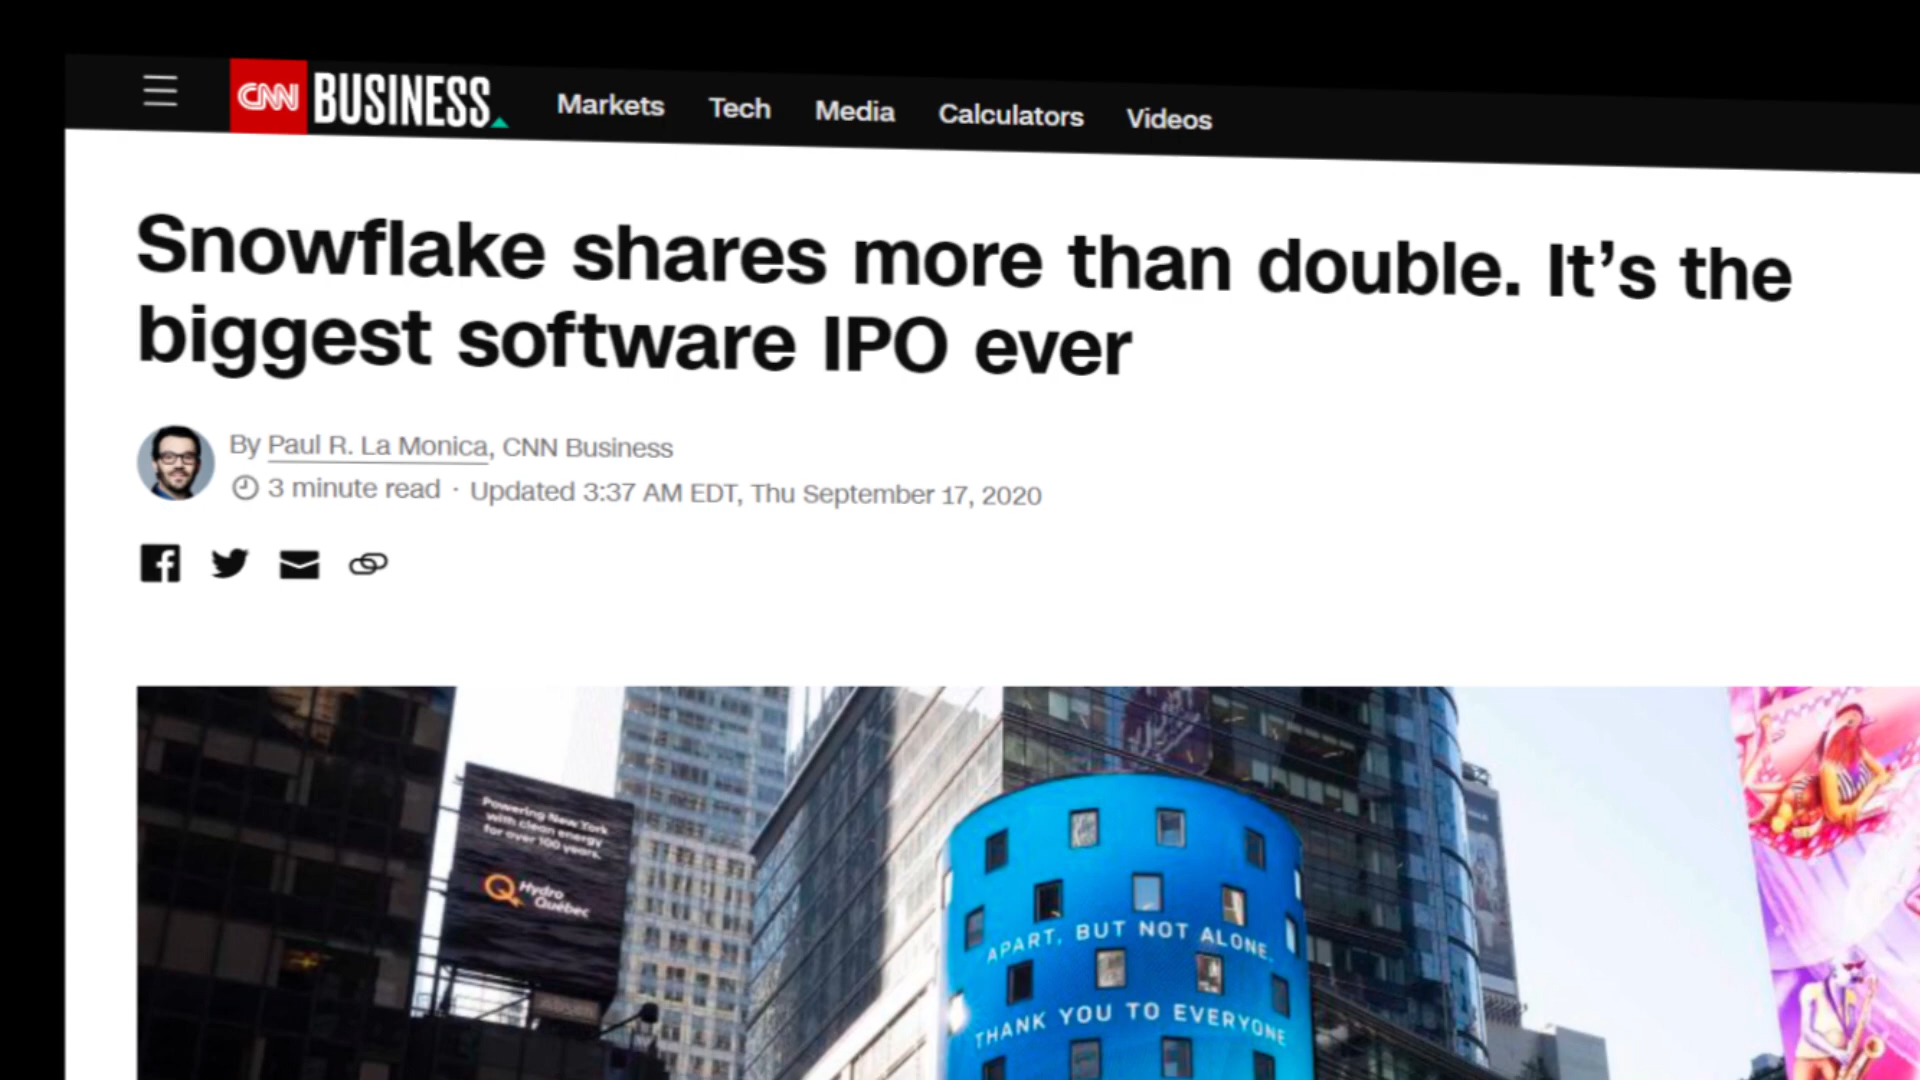 CNN BUSINESS Markets Tech Media Calculators Videos
Snowflake shares more than double. It’s the
biggest software IPO ever
By Paul R. La Monica, CNN Business
3 minute read · Updated 3:37 AM EDT, Thu September 17, 2020
Powering New York
with clean energy
for over 100 years.
Hydro
Québec
APART, BUT NOT ALONE.
THANK YOU TO EVERYONE